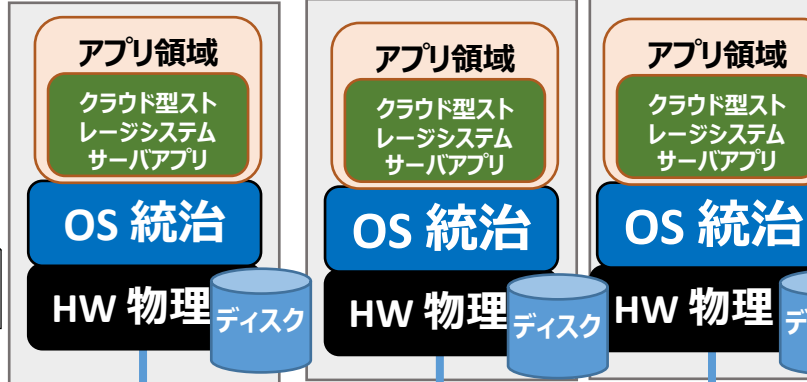 アプリ領域
クラウド型スト
レージシステム
サーバアプリ
OS 統治
HW 物理
ディスク
アプリ領域
クラウド型スト
レージシステム
サーバアプリ
OS 統治
HW 物理
ディスク
アプリ領域
クラウド型スト
レージシステム
サーバアプリ
OS 統治
HW 物理
デ